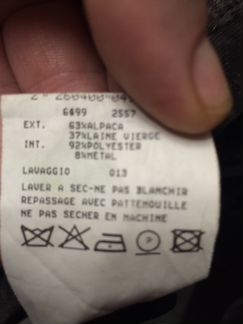 6499 2557
EXT. 63%ALPACA
37%LAINE VIERGE
INT. 92%POLYESTER
8%METAL
LAVAGGIO 013
LAVER A SEC-NE PAS BLANCHIR
REPASSAGE AVEC PATTEMOUILLE
NE PAS SECHER EN MACHINE
P